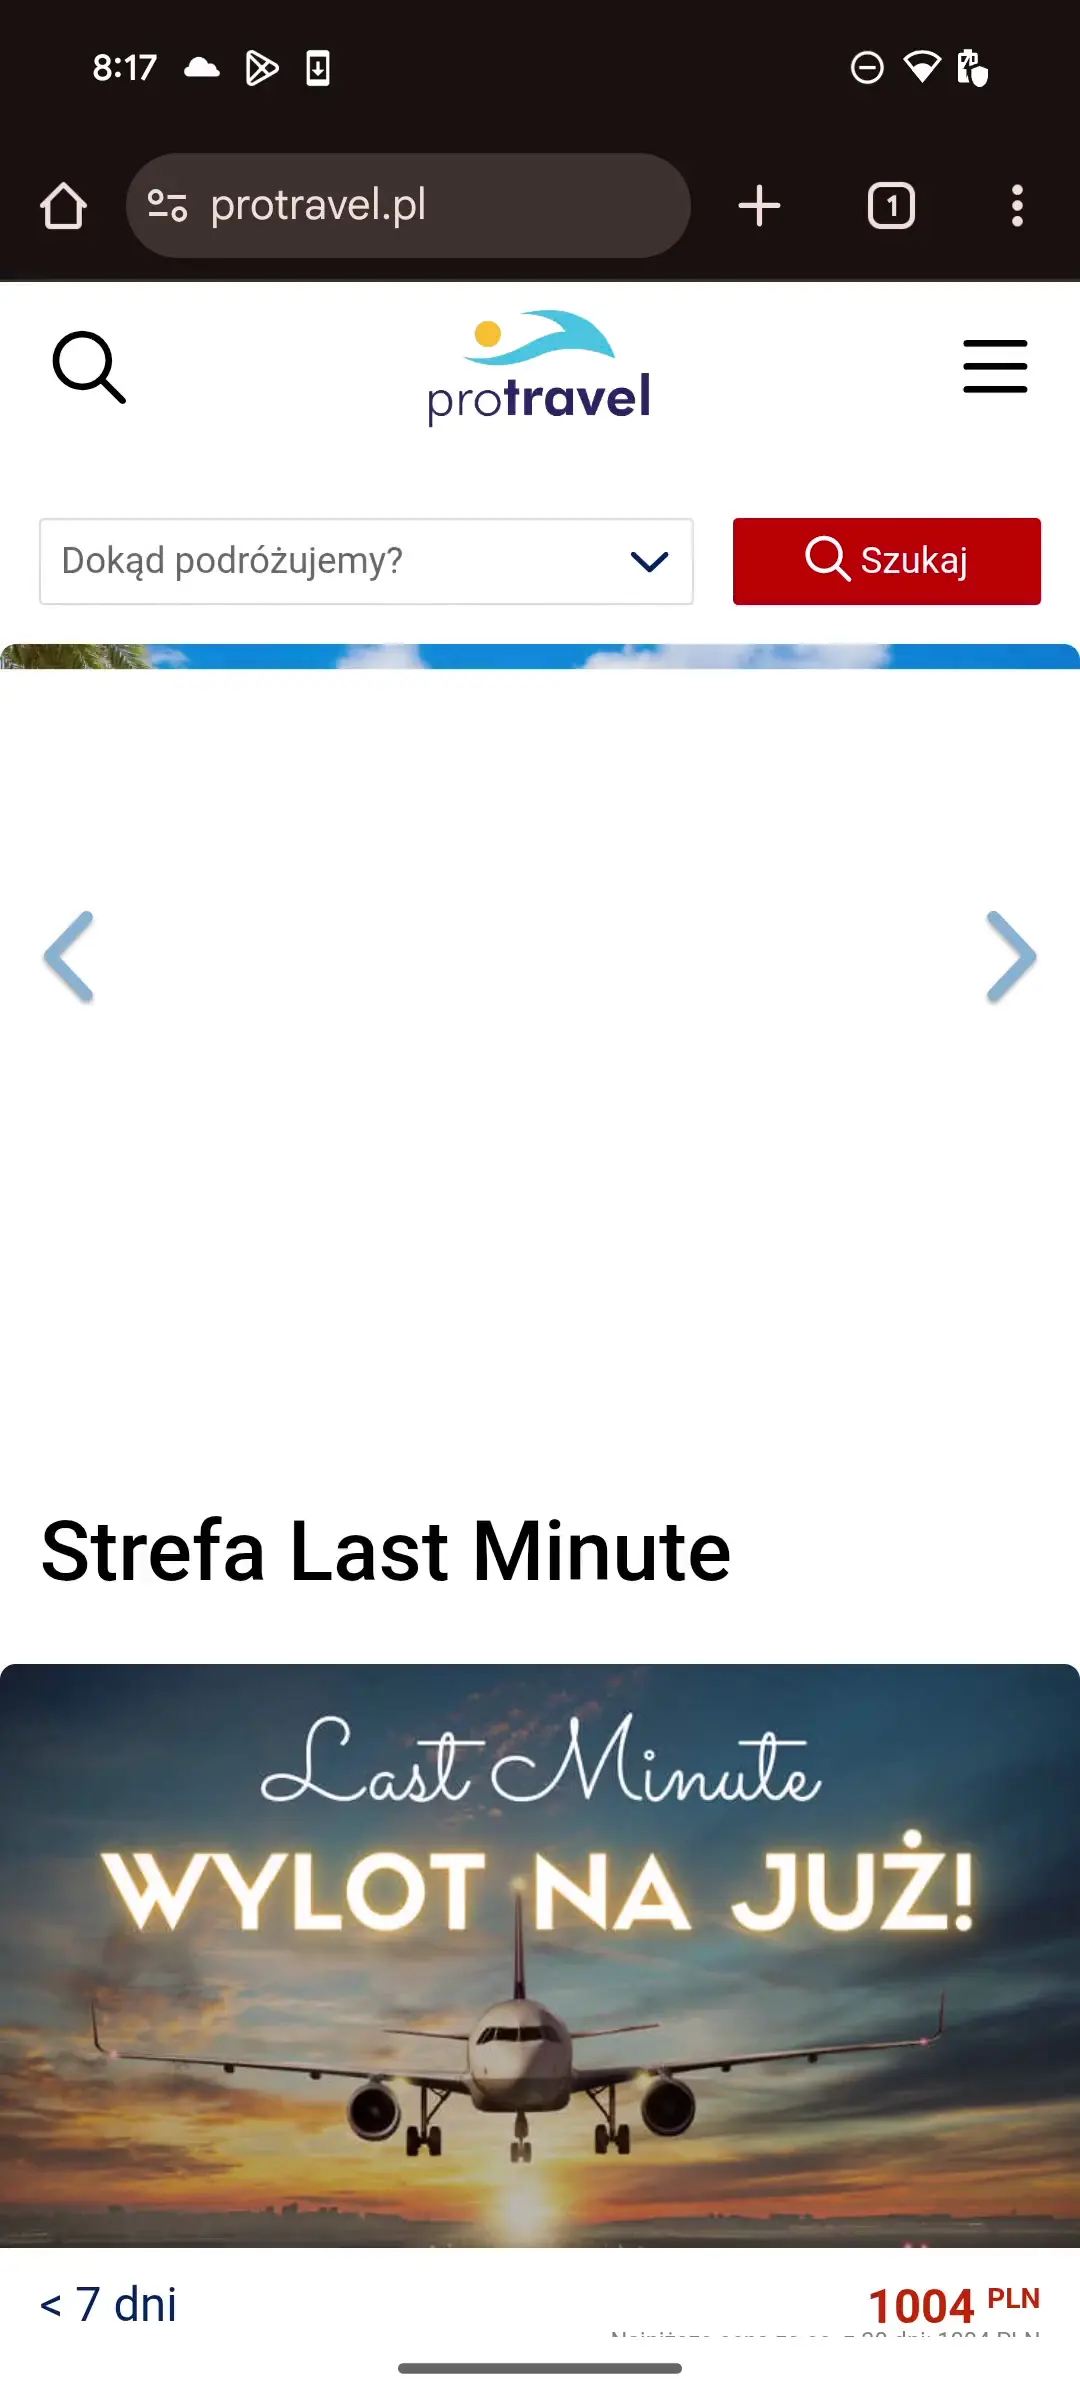 8:17
protravel.pl
1
protravel
Dokąd podróżujemy?
Szukaj
Strefa Last Minute
Last Minute
WYLOT NA JUŻ!
< 7 dni
1004 PLN